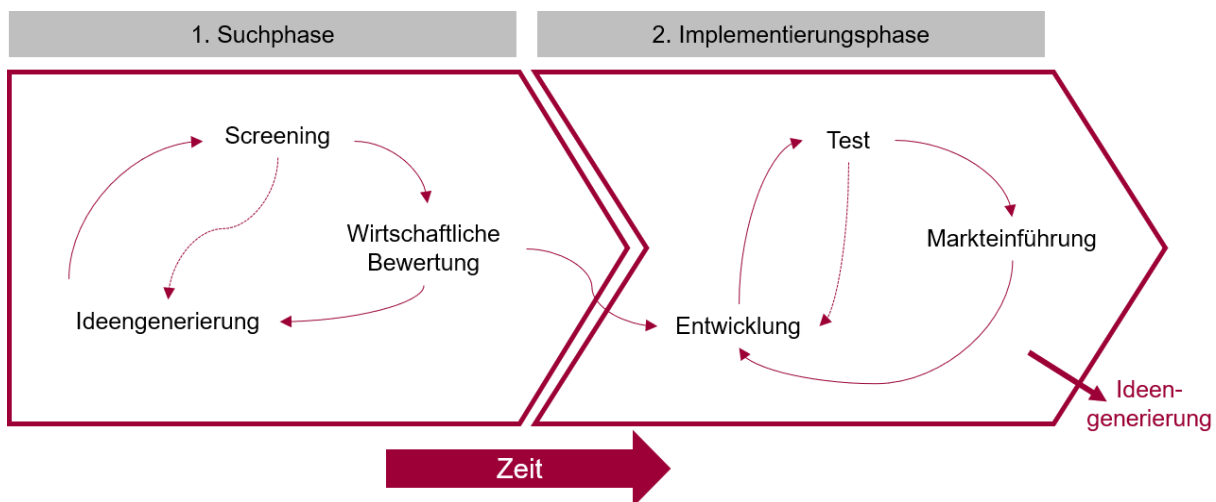 1. Suchphase
2. Implementierungsphase
Screening
Wirtschaftliche
Bewertung
Ideengenerierung
Test
Markteinführung
Entwicklung
Ideen-
generierung
Zeit